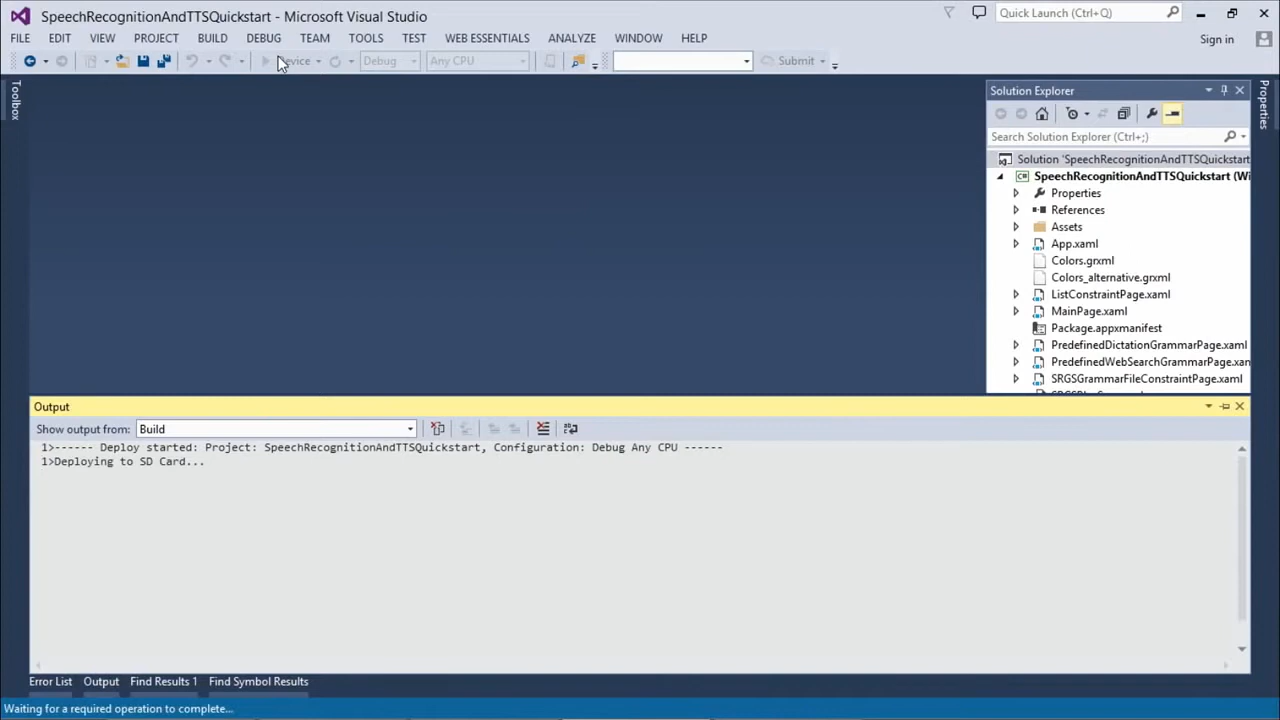 SpeechRecognitionAndTTSQuickstart - Microsoft Visual Studio
Quick Launch (Ctrl+Q)
FILE EDIT VIEW PROJECT BUILD DEBUG TEAM TOOLS TEST WEB ESSENTIALS ANALYZE WINDOW HELP
Sign in
Debug Any CPU Submit
Toolbox
Solution Explorer
Properties
Search Solution Explorer (Ctrl+;)
Solution 'SpeechRecognitionAndTTSQuickstart
SpeechRecognitionAndTTSQuickstart (Wi
Properties
References
Assets
App.xaml
Colors.grxml
Colors_alternative.grxml
ListConstraintPage.xaml
MainPage.xaml
Package.appxmanifest
PredefinedDictationGrammarPage.xaml
PredefinedWebSearchGrammarPage.xam
SRGSGrammarFileConstraintPage.xaml
Output
Show output from: Build
1>------ Deploy started: Project: SpeechRecognitionAndTTSQuickstart, Configuration: Debug Any CPU ------
1>Deploying to SD Card...
Error List Output Find Results 1 Find Symbol Results
Waiting for a required operation to complete...